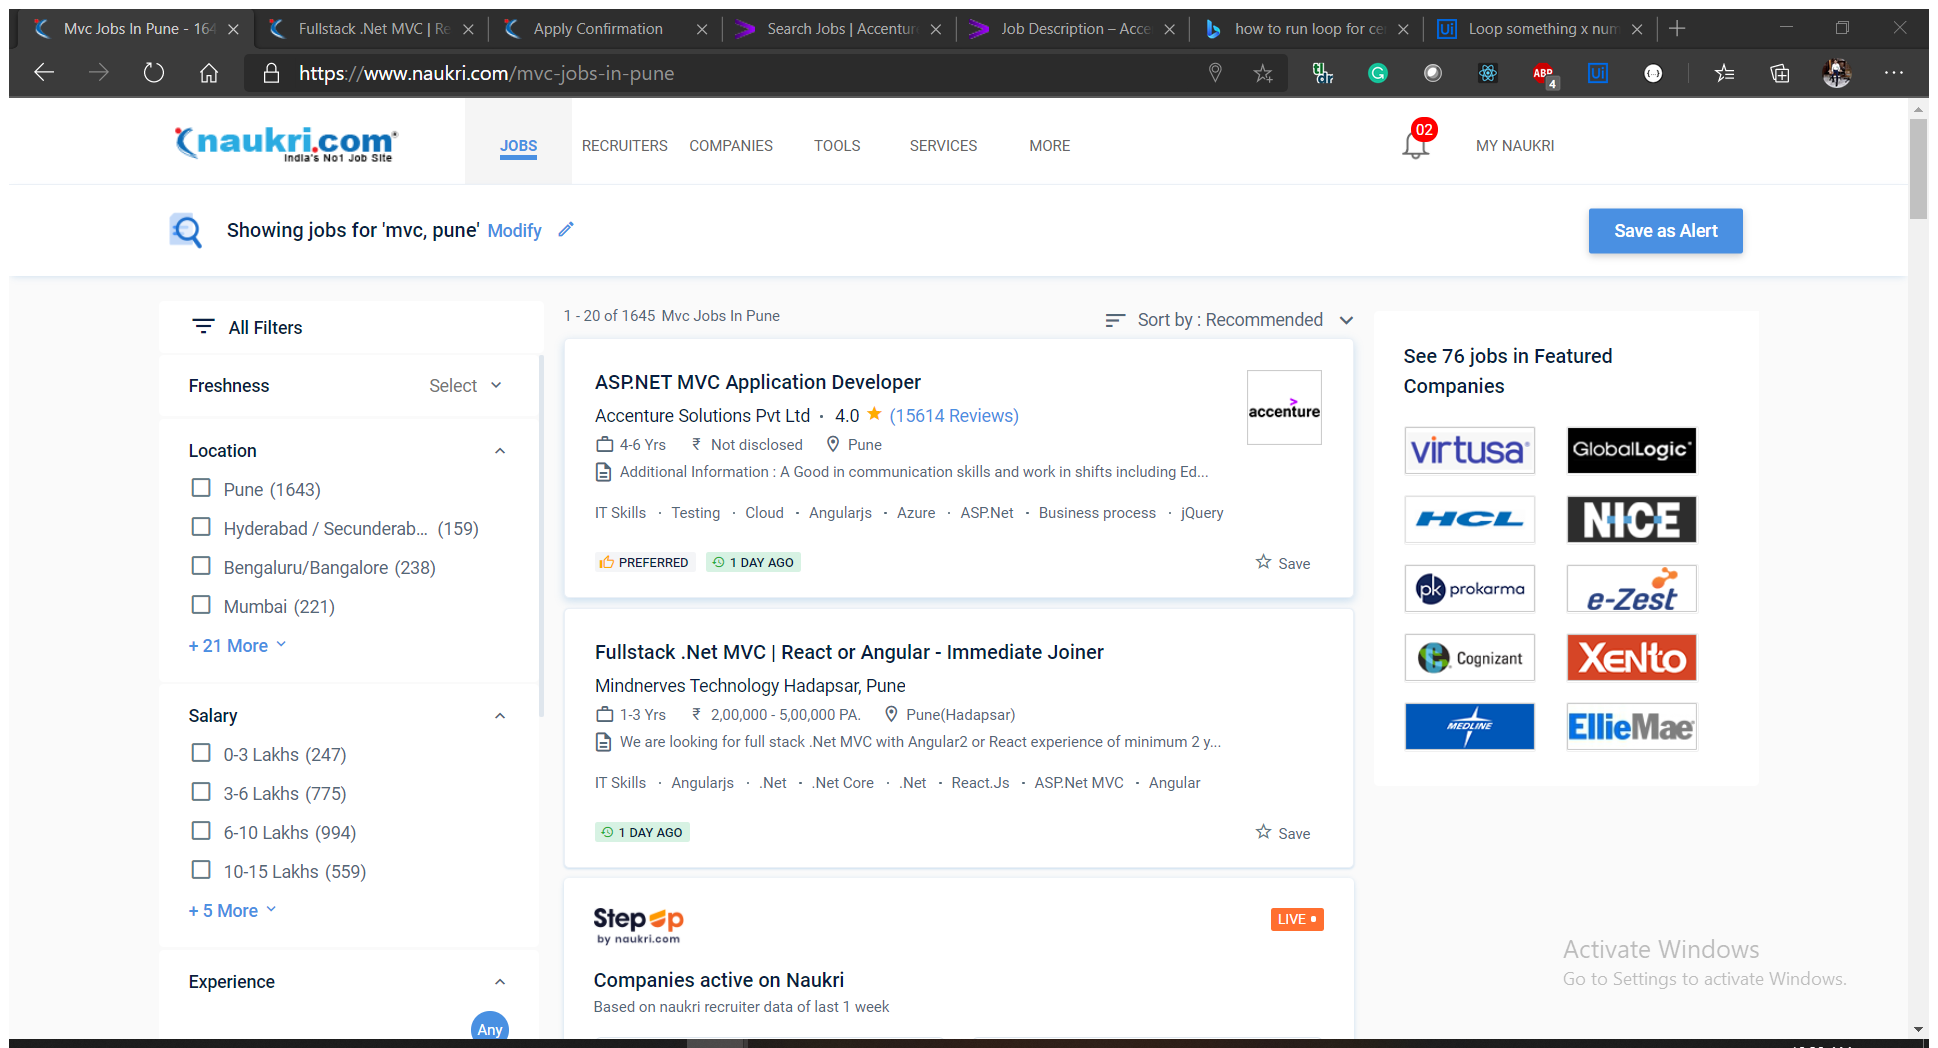 Mvc Jobs In Pune - 164
Fullstack .Net MVC | Re
Apply Confirmation
Search Jobs | Accenture
Job Description – Acce
how to run loop for ce
Loop something x num
https://www.naukri.com/mvc-jobs-in-pune
ABP
4
naukri.com
India's No1 Job Site
JOBS
RECRUITERS
COMPANIES
TOOLS
SERVICES
MORE
02
MY NAUKRI
Showing jobs for 'mvc, pune' Modify
Save as Alert
All Filters
Freshness
Select
Location
Pune (1643)
Hyderabad / Secunderab... (159)
Bengaluru/Bangalore (238)
Mumbai (221)
+ 21 More
Salary
0-3 Lakhs (247)
3-6 Lakhs (775)
6-10 Lakhs (994)
10-15 Lakhs (559)
+ 5 More
Experience
Any
1 - 20 of 1645 Mvc Jobs In Pune
Sort by : Recommended
ASP.NET MVC Application Developer
Accenture Solutions Pvt Ltd · 4.0 (15614 Reviews)
4-6 Yrs ₹ Not disclosed Pune
Additional Information : A Good in communication skills and work in shifts including Ed...
IT Skills · Testing · Cloud · Angularjs · Azure · ASP.Net · Business process · jQuery
PREFERRED 1 DAY AGO
Save
accenture
Fullstack .Net MVC | React or Angular - Immediate Joiner
Mindnerves Technology Hadapsar, Pune
1-3 Yrs ₹ 2,00,000 - 5,00,000 PA. Pune(Hadapsar)
We are looking for full stack .Net MVC with Angular2 or React experience of minimum 2 y...
IT Skills · Angularjs · .Net · .Net Core · .Net · React.Js · ASP.Net MVC · Angular
1 DAY AGO
Save
Step up
by naukri.com
LIVE
Companies active on Naukri
Based on naukri recruiter data of last 1 week
See 76 jobs in Featured
Companies
virtusa
GlobalLogic
HCL
NICE
pk prokarma
e-Zest
Cognizant
XENTO
MEDLINE
EllieMae
Activate Windows
Go to Settings to activate Windows.